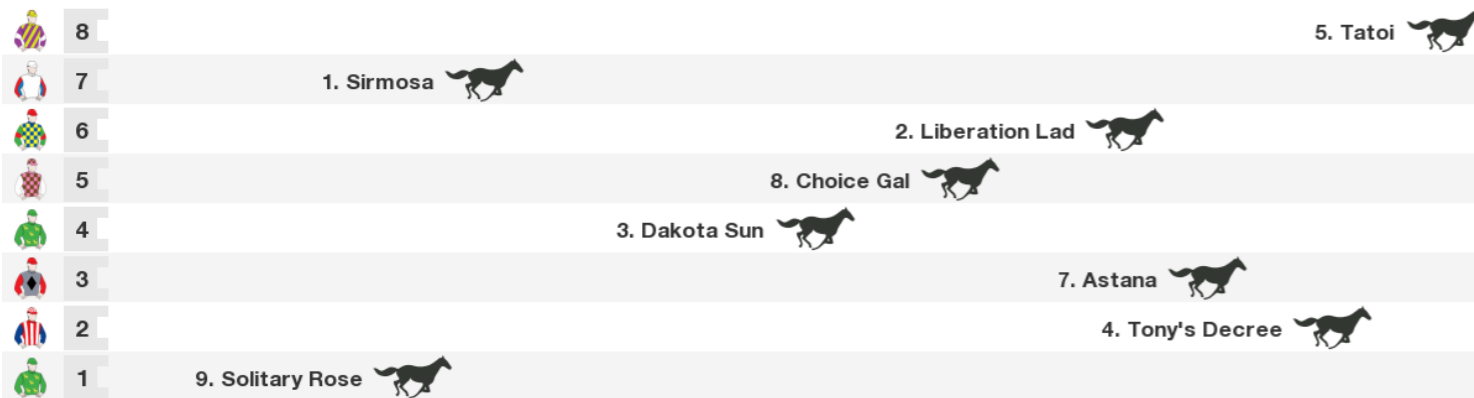 8 5. Tatoi
7 1. Sirmosa
6 2. Liberation Lad
5 8. Choice Gal
4 3. Dakota Sun
3 7. Astana
2 4. Tony's Decree
1 9. Solitary Rose